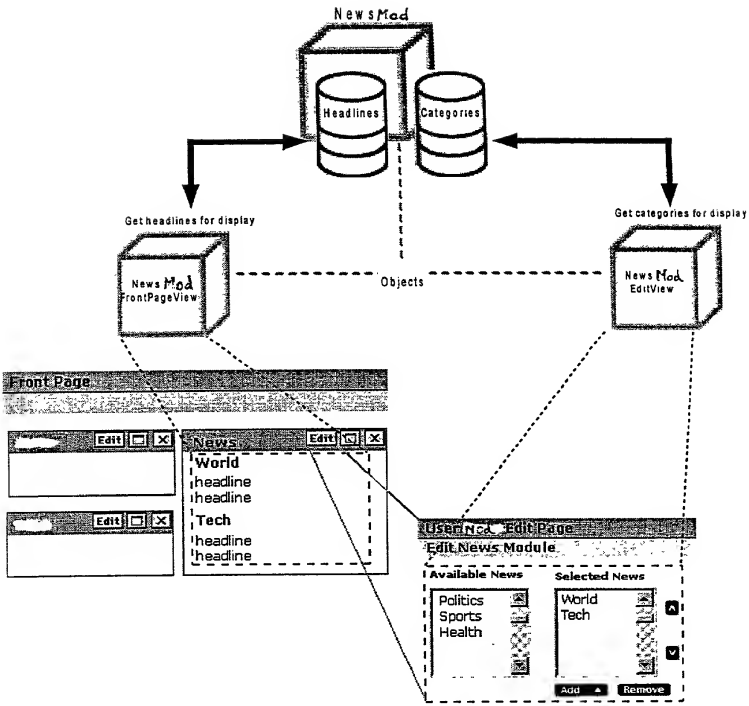 News Mod
Headlines
Categories
Get headlines for display
Get categories for display
News Mod
FrontPageView
Objects
News Mod
EditView
Front Page
Edit
News
Edit
World
headline
headline
Tech
headline
headline
Edit
User Mod Edit Page
Edit News Module
Available News
Selected News
Politics
Sports
Health
World
Tech
Add
Remove